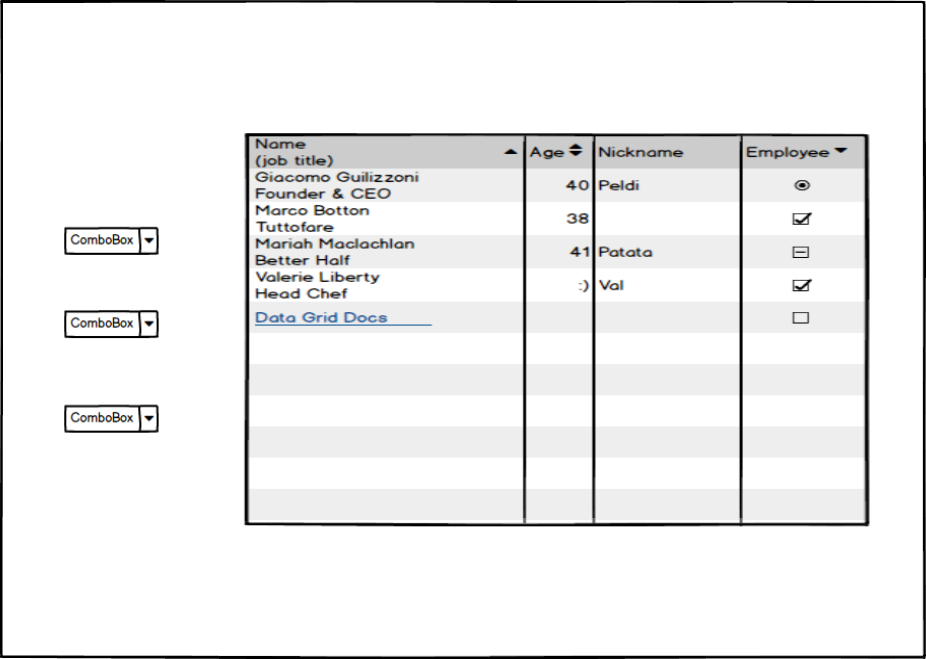 Name
(job title)
Age
Nickname
Employee
Giacomo Guilizzoni
Founder & CEO
40
Peldi
Marco Botton
Tuttofare
38
ComboBox
Mariah Maclachlan
Better Half
41
Patata
Valerie Liberty
Head Chef
:)
Val
ComboBox
Data Grid Docs
ComboBox